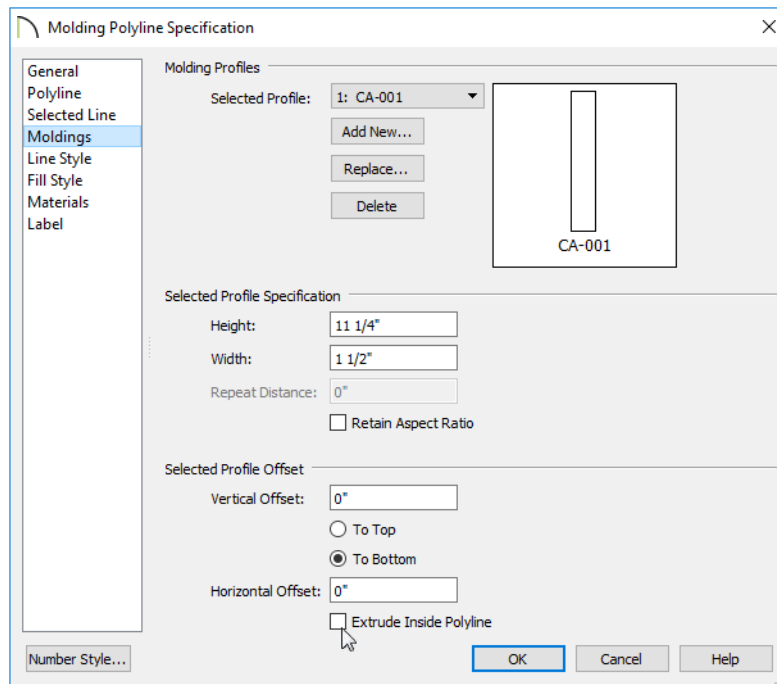 Molding Polyline Specification
General
Polyline
Selected Line
Moldings
Line Style
Fill Style
Materials
Label
Molding Profiles
Selected Profile: 1: CA-001
Add New...
Replace...
Delete
CA-001
Selected Profile Specification
Height: 11 1/4"
Width: 1 1/2"
Repeat Distance: 0"
Retain Aspect Ratio
Selected Profile Offset
Vertical Offset: 0"
To Top
To Bottom
Horizontal Offset: 0"
Extrude Inside Polyline
Number Style... OK Cancel Help